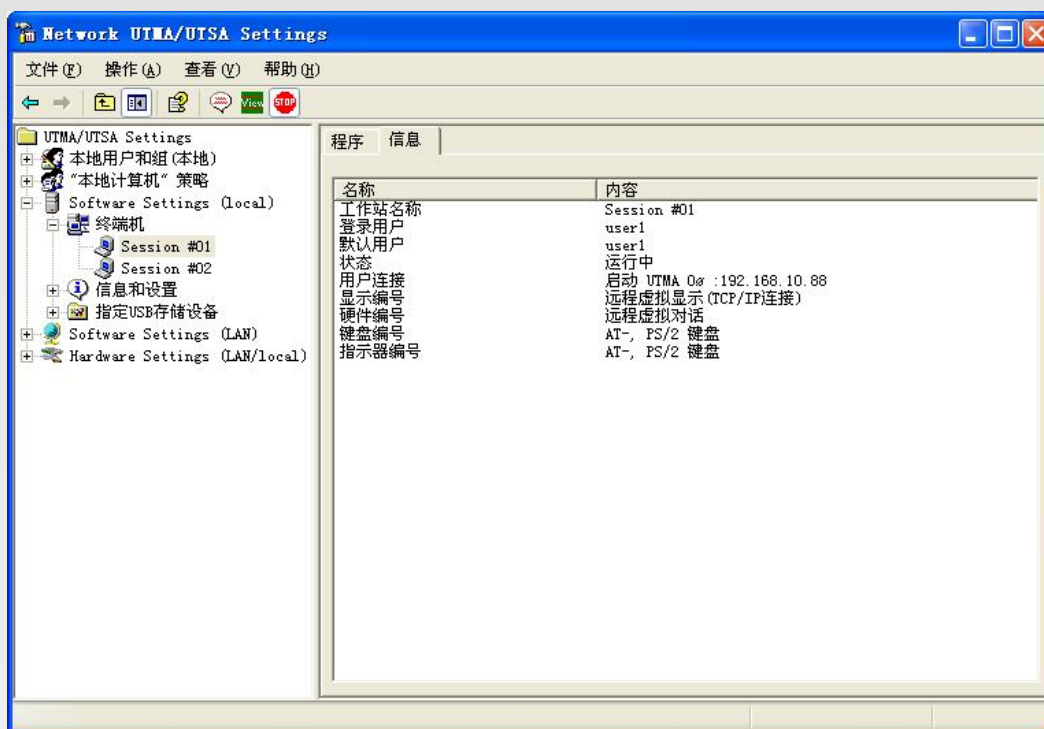 Network UTMA/UTSA Settings
文件(F) 操作(A) 查看(V) 帮助(H)
View STOP
UTMA/UTSA Settings
本地用户和组(本地)
"本地计算机" 策略
Software Settings (local)
终端机
Session #01
Session #02
信息和设置
指定USB存储设备
Software Settings (LAN)
Hardware Settings (LAN/local)
程序 信息
名称 内容
工作站名称 Session #01
登录用户 user1
默认用户 user1
状态 运行中
用户连接 启动 UTMA 0σ :192.168.10.88
显示编号 远程虚拟显示(TCP/IP连接)
硬件编号 远程虚拟对话
键盘编号 AT-, PS/2 键盘
指示器编号 AT-, PS/2 键盘